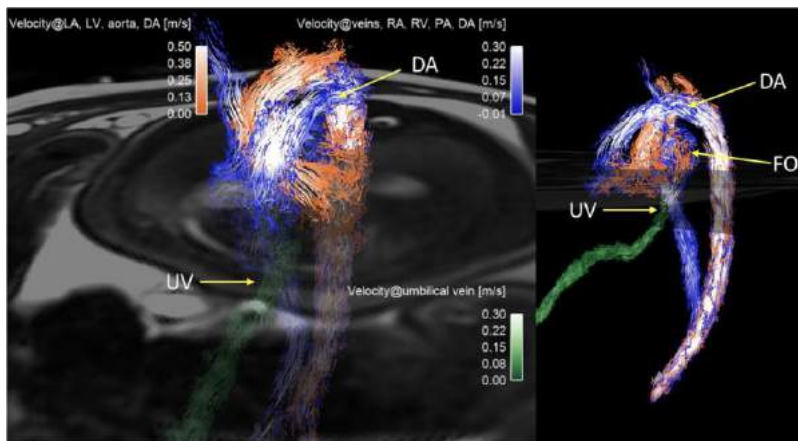 Velocity@LA, LV, aorta, DA [m/s]
0.50
0.38
0.25
0.13
0.00
Velocity@veins, RA, RV, PA, DA [m/s]
0.30
0.22
0.15
0.07
-0.01
DA
UV
Velocity@umbilical vein [m/s]
0.30
0.22
0.15
0.08
0.00
DA
FO
UV